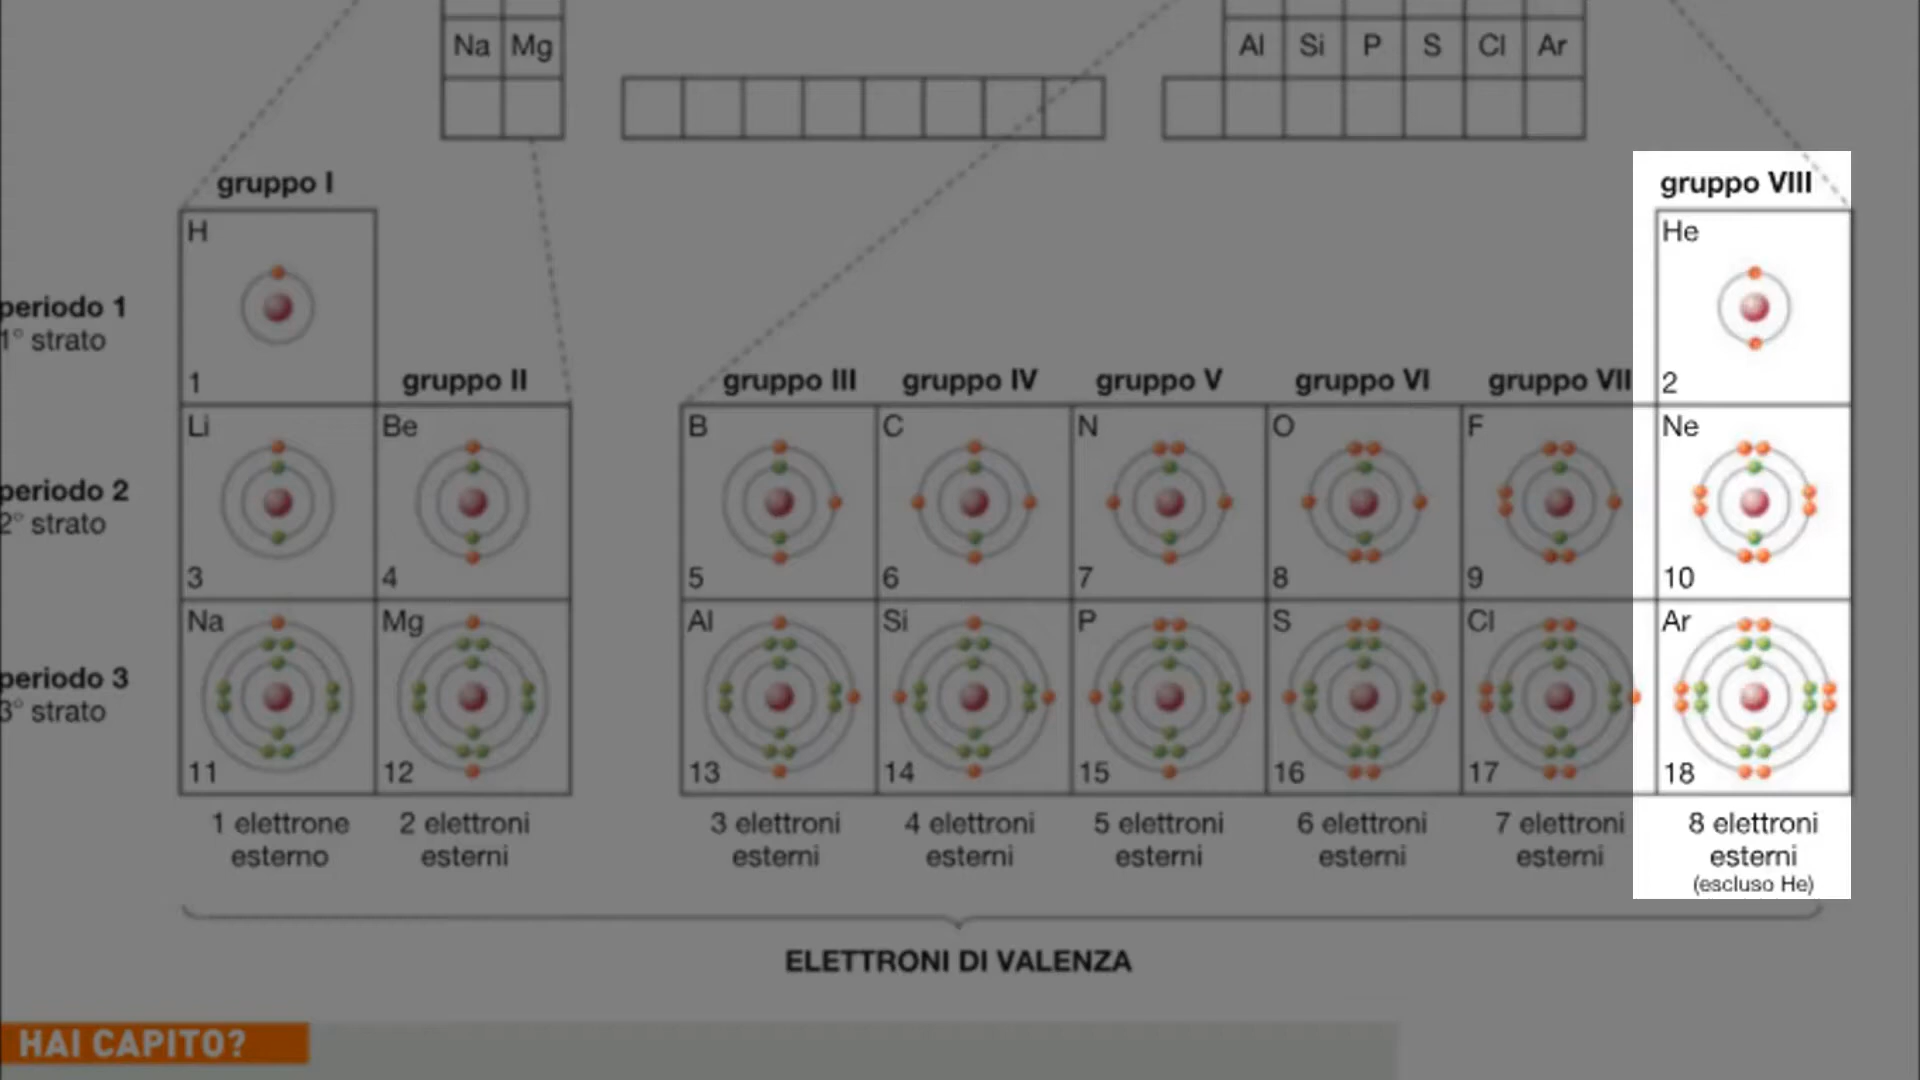 Na Mg
Al Si P S Cl Ar
gruppo I
gruppo VIII
H
He
periodo 1
1° strato
1
2
gruppo II
gruppo III gruppo IV gruppo V gruppo VI gruppo VII
Li Be B C N O F Ne
periodo 2
2° strato
3 4 5 6 7 8 9 10
Na Mg Al Si P S Cl Ar
periodo 3
3° strato
11 12 13 14 15 16 17 18
1 elettrone
esterno
2 elettroni
esterni
3 elettroni
esterni
4 elettroni
esterni
5 elettroni
esterni
6 elettroni
esterni
7 elettroni
esterni
8 elettroni
esterni
(escluso He)
ELETTRONI DI VALENZA
HAI CAPITO?